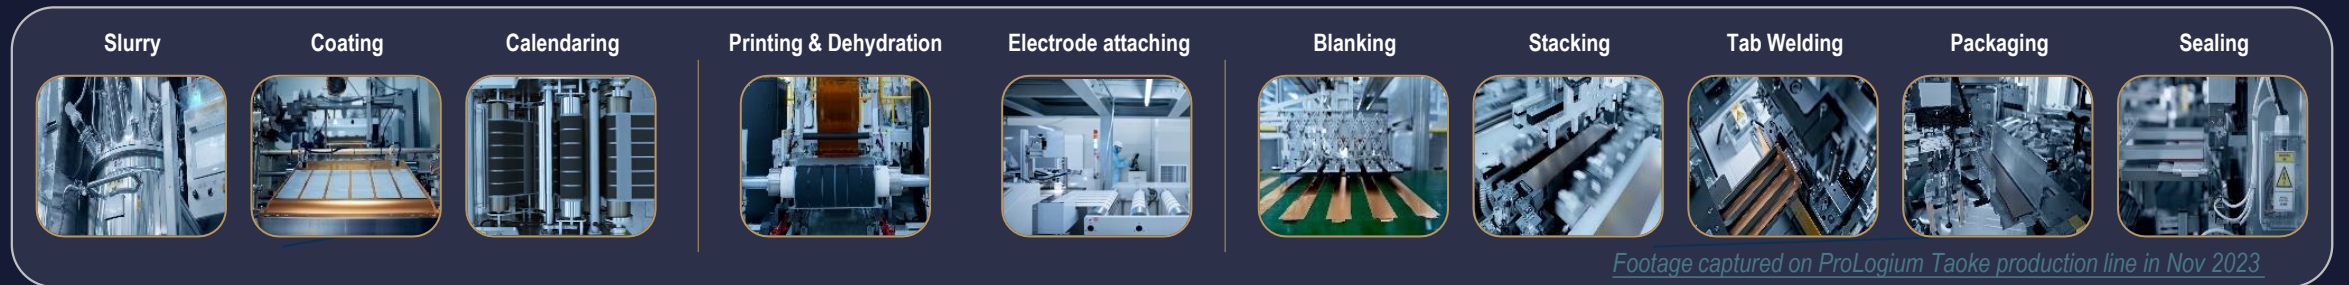 Slurry
Coating
Calendaring
Printing & Dehydration
Electrode attaching
Blanking
Stacking
Tab Welding
Packaging
Sealing
Footage captured on ProLogium Taoke production line in Nov 2023